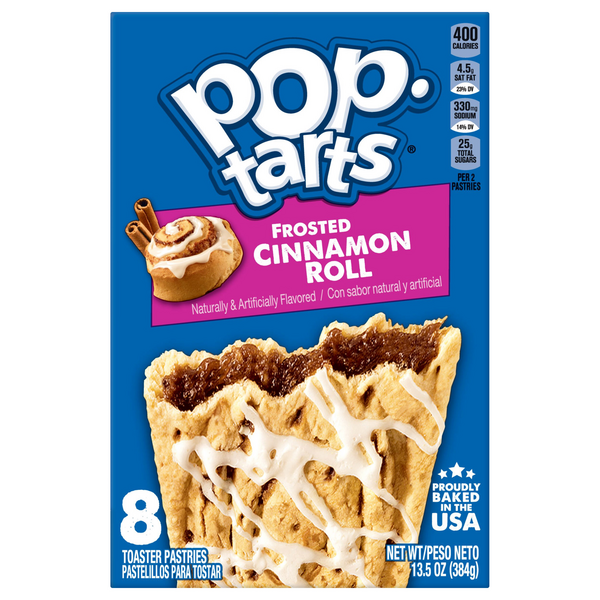 pop.
tarts®
FROSTED
CINNAMON
ROLL
Naturally & Artificially Flavored / Con sabor natural y artificial
400
CALORIES
4.5g
SAT FAT
23% DV
330mg
SODIUM
14% DV
25g
TOTAL
SUGARS
PER 2
PASTRIES
8
TOASTER PASTRIES
PASTELILLOS PARA TOSTAR
PROUDLY
BAKED
IN THE
USA
NET WT/PESO NETO
13.5 OZ (384g)